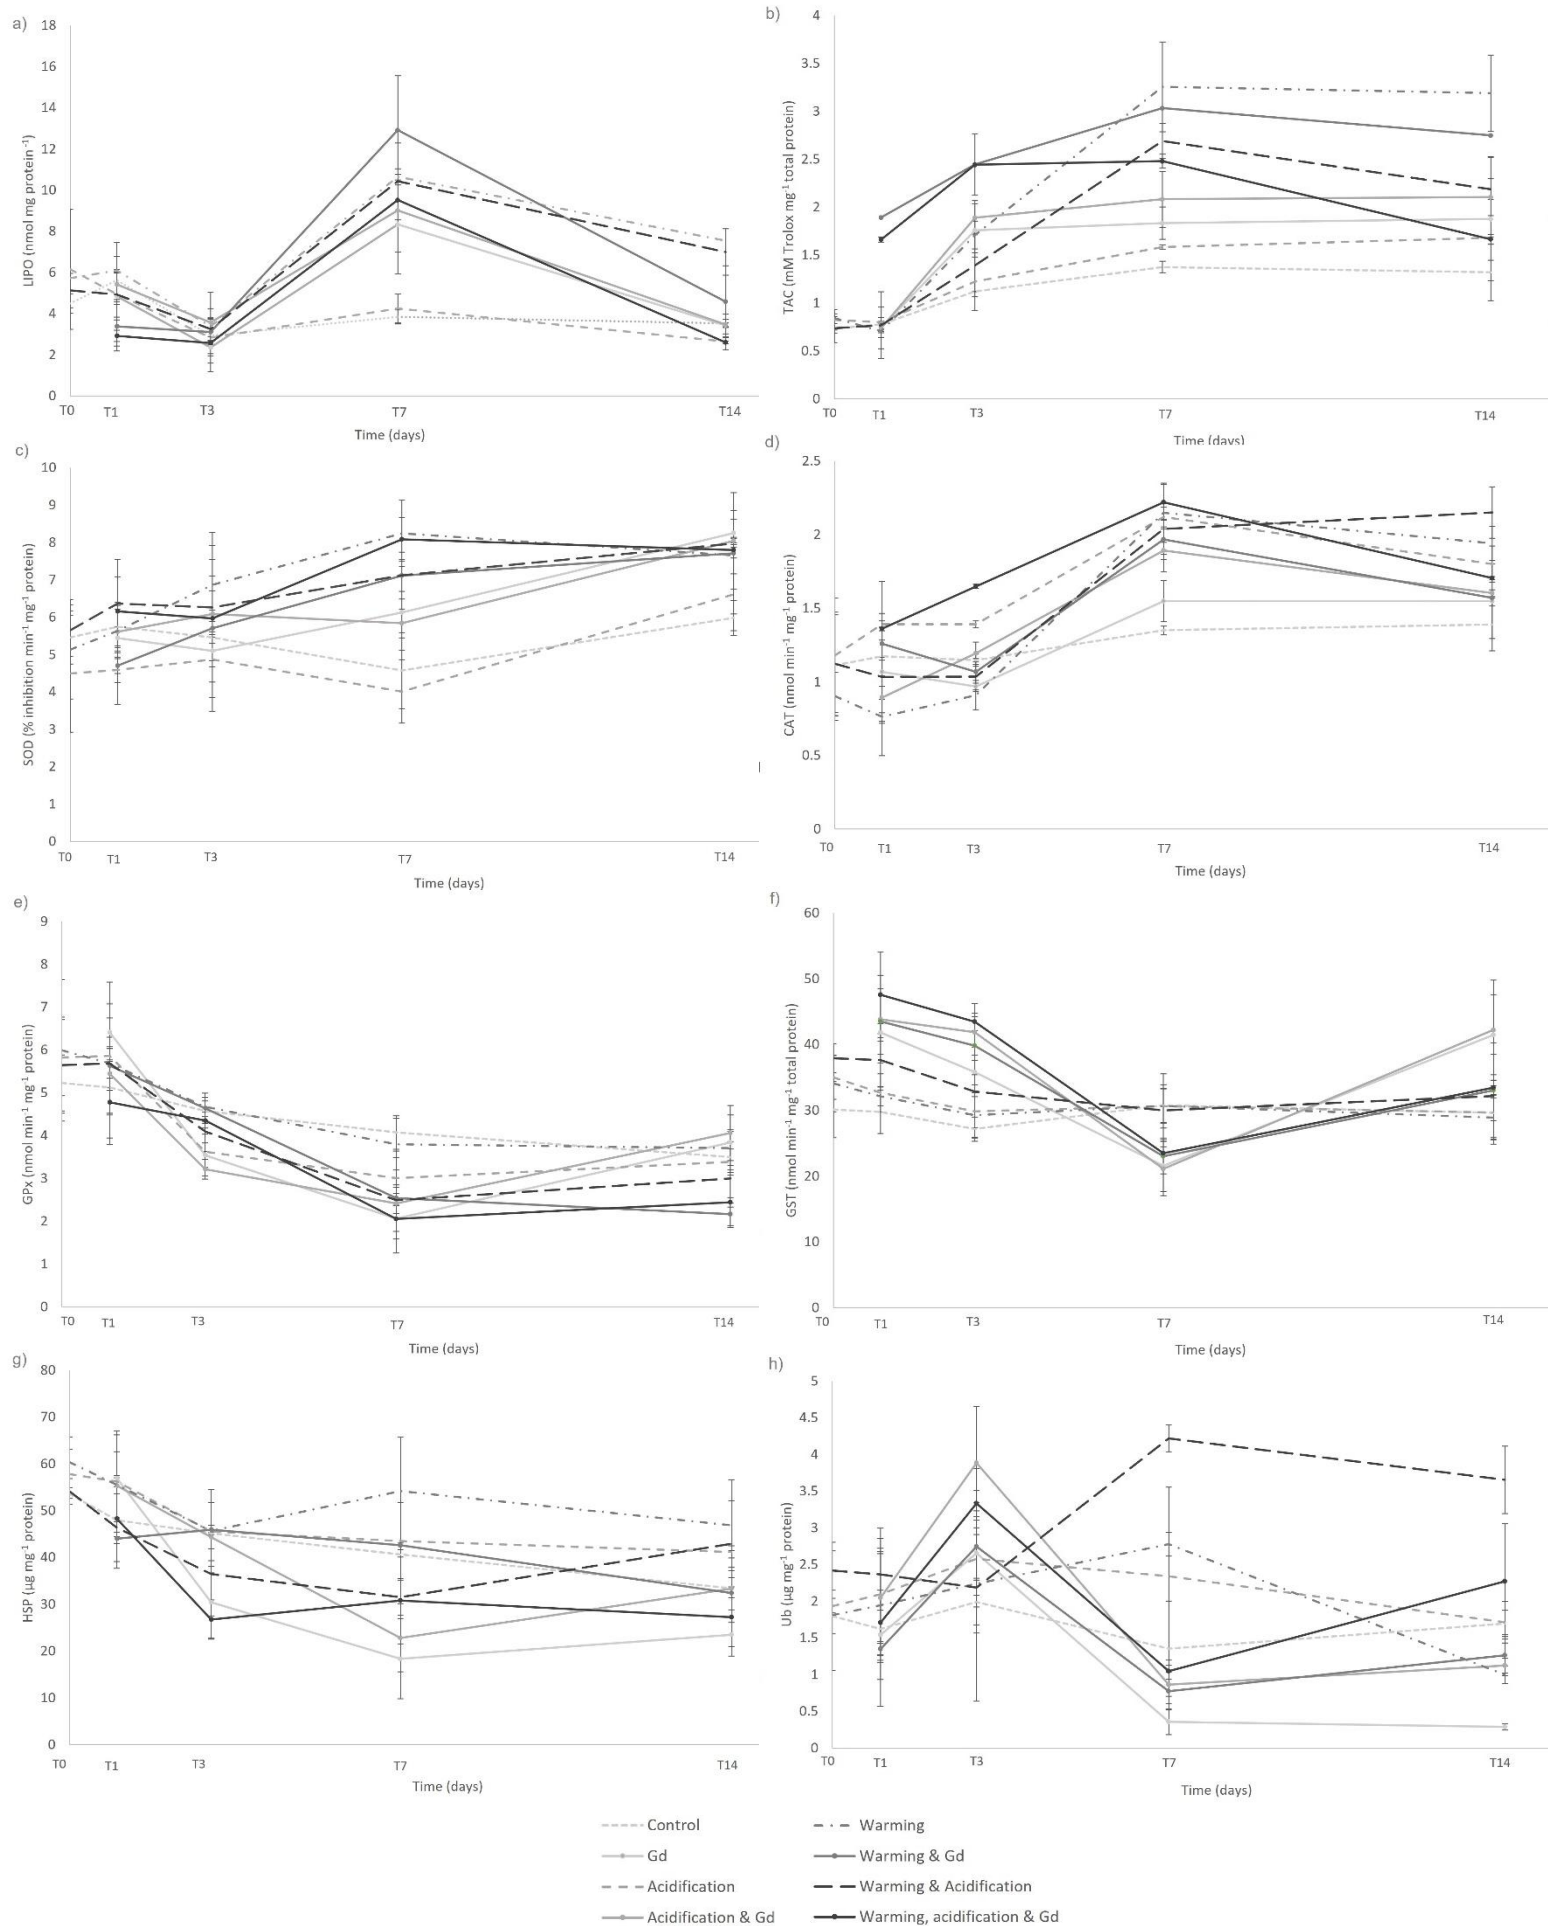 a)
18
16
14
12
10
8
6
4
2
0
LIPO (nmol mg protein⁻¹)
T0
T1
T3
T7
T14
Time (days)
b)
4
3.5
3
2.5
2
1.5
1
0.5
0
TAC (mM Trolox mg⁻¹ total protein)
T0
T1
T3
T7
T14
Time (days)
c)
10
9
8
7
6
5
4
3
2
1
0
SOD (% inhibition min⁻¹ mg⁻¹ protein)
T0
T1
T3
T7
T14
Time (days)
d)
2.5
2
1.5
1
0.5
0
CAT (nmol min⁻¹ mg⁻¹ protein)
T0
T1
T3
T7
T14
Time (days)
e)
9
8
7
6
5
4
3
2
1
0
GPx (nmol min⁻¹ mg⁻¹ protein)
T0
T1
T3
T7
T14
Time (days)
f)
60
50
40
30
20
10
0
GST (nmol min⁻¹ mg⁻¹ total protein)
T0
T1
T3
T7
T14
Time (days)
g)
80
70
60
50
40
30
20
10
0
HSP (µg mg⁻¹ protein)
T0
T1
T3
T7
T14
Time (days)
h)
5
4.5
4
3.5
3
2.5
2
1.5
1
0.5
0
Ub (µg mg⁻¹ protein)
T0
T1
T3
T7
T14
Time (days)
Control
Warming
Gd
Warming & Gd
Acidification
Warming & Acidification
Acidification & Gd
Warming, acidification & Gd